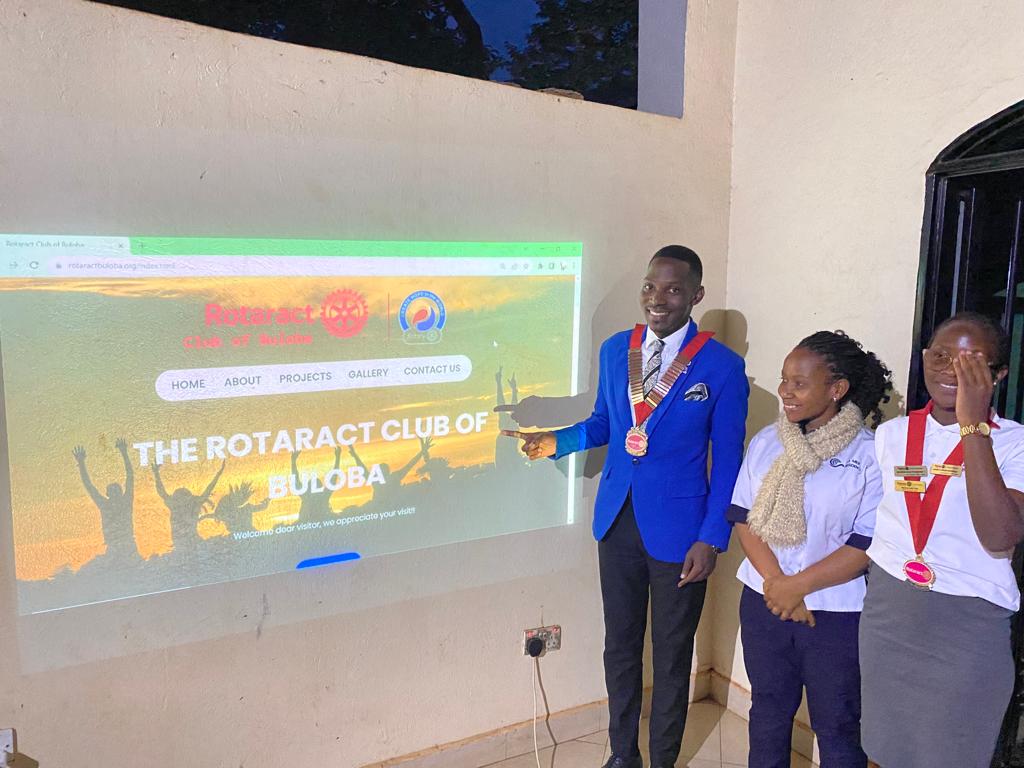 Rotaract Club of Buloba
rotaractbuloba.org/index.html
Rotaract
Club of Buloba
HOME ABOUT PROJECTS GALLERY CONTACT US
THE ROTARACT CLUB OF
BULOBA
Welcome dear visitor, we appreciate your visit!!
Rotaract